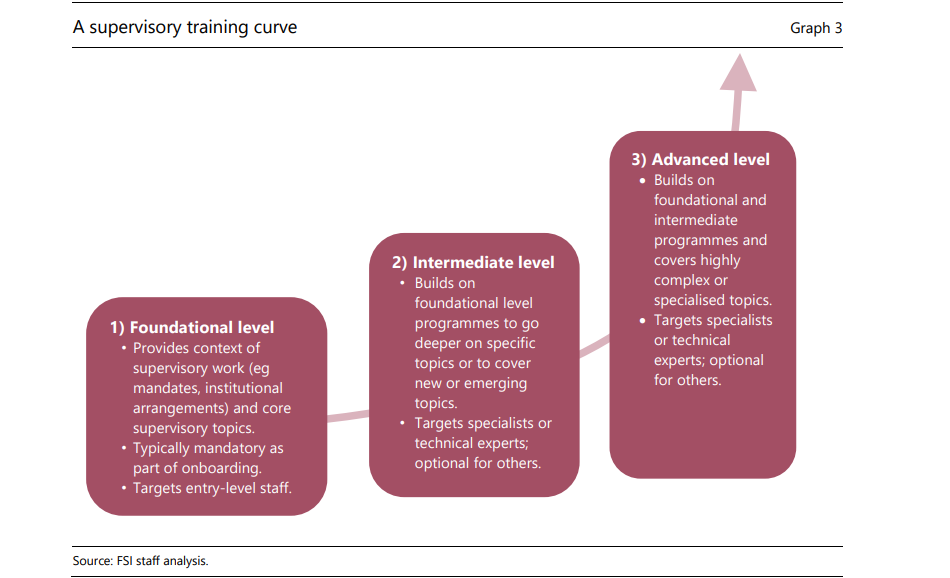 A supervisory training curve
Graph 3
1) Foundational level
• Provides context of
supervisory work (eg
mandates, institutional
arrangements) and core
supervisory topics.
• Typically mandatory as
part of onboarding.
• Targets entry-level staff.
2) Intermediate level
• Builds on
foundational level
programmes to go
deeper on specific
topics or to cover
new or emerging
topics.
• Targets specialists or
technical experts;
optional for others.
3) Advanced level
• Builds on
foundational and
intermediate
programmes and
covers highly
complex or
specialised topics.
• Targets specialists
or technical
experts; optional
for others.
Source: FSI staff analysis.